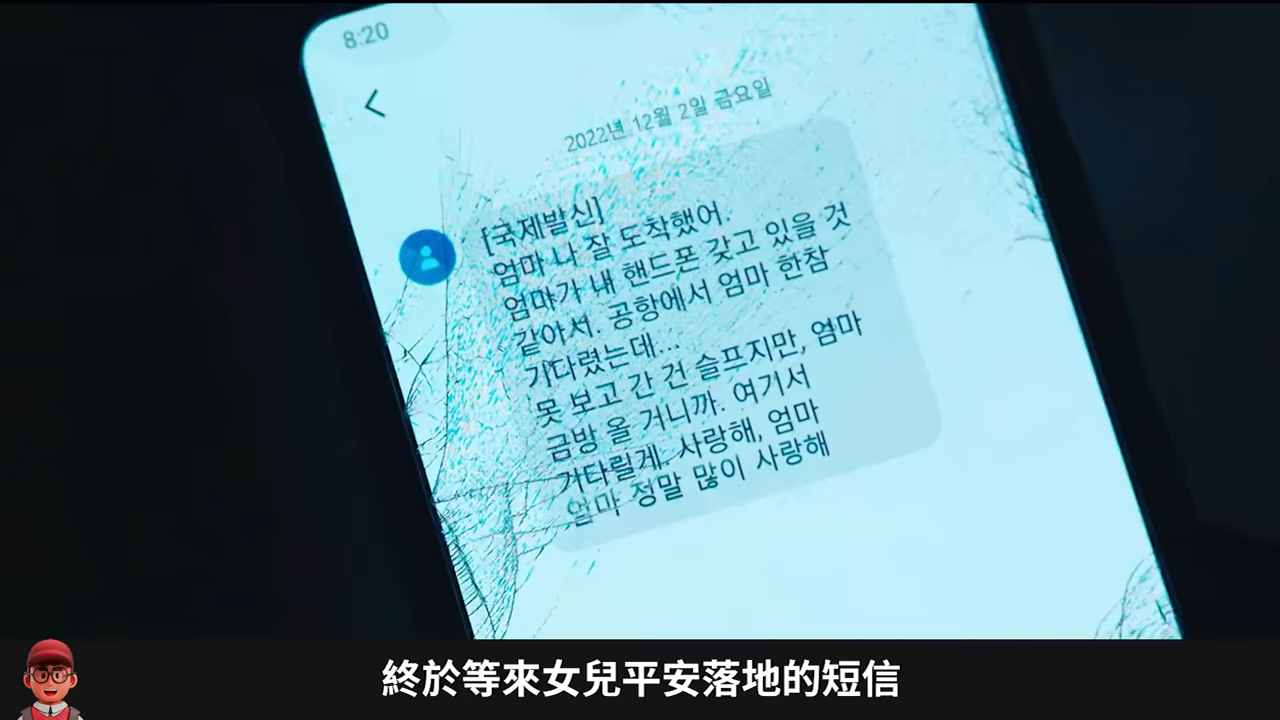 8:20
2022년 12월 2일 금요일
[국제발신]
엄마 나 잘 도착했어.
엄마가 내 핸드폰 갖고 있을 것
같아서. 공항에서 엄마 한참
기다렸는데...
못 보고 간 건 슬프지만, 엄마
금방 올 거니까. 여기서
기다릴게. 사랑해, 엄마
엄마 정말 많이 사랑해
終於等來女兒平安落地的短信